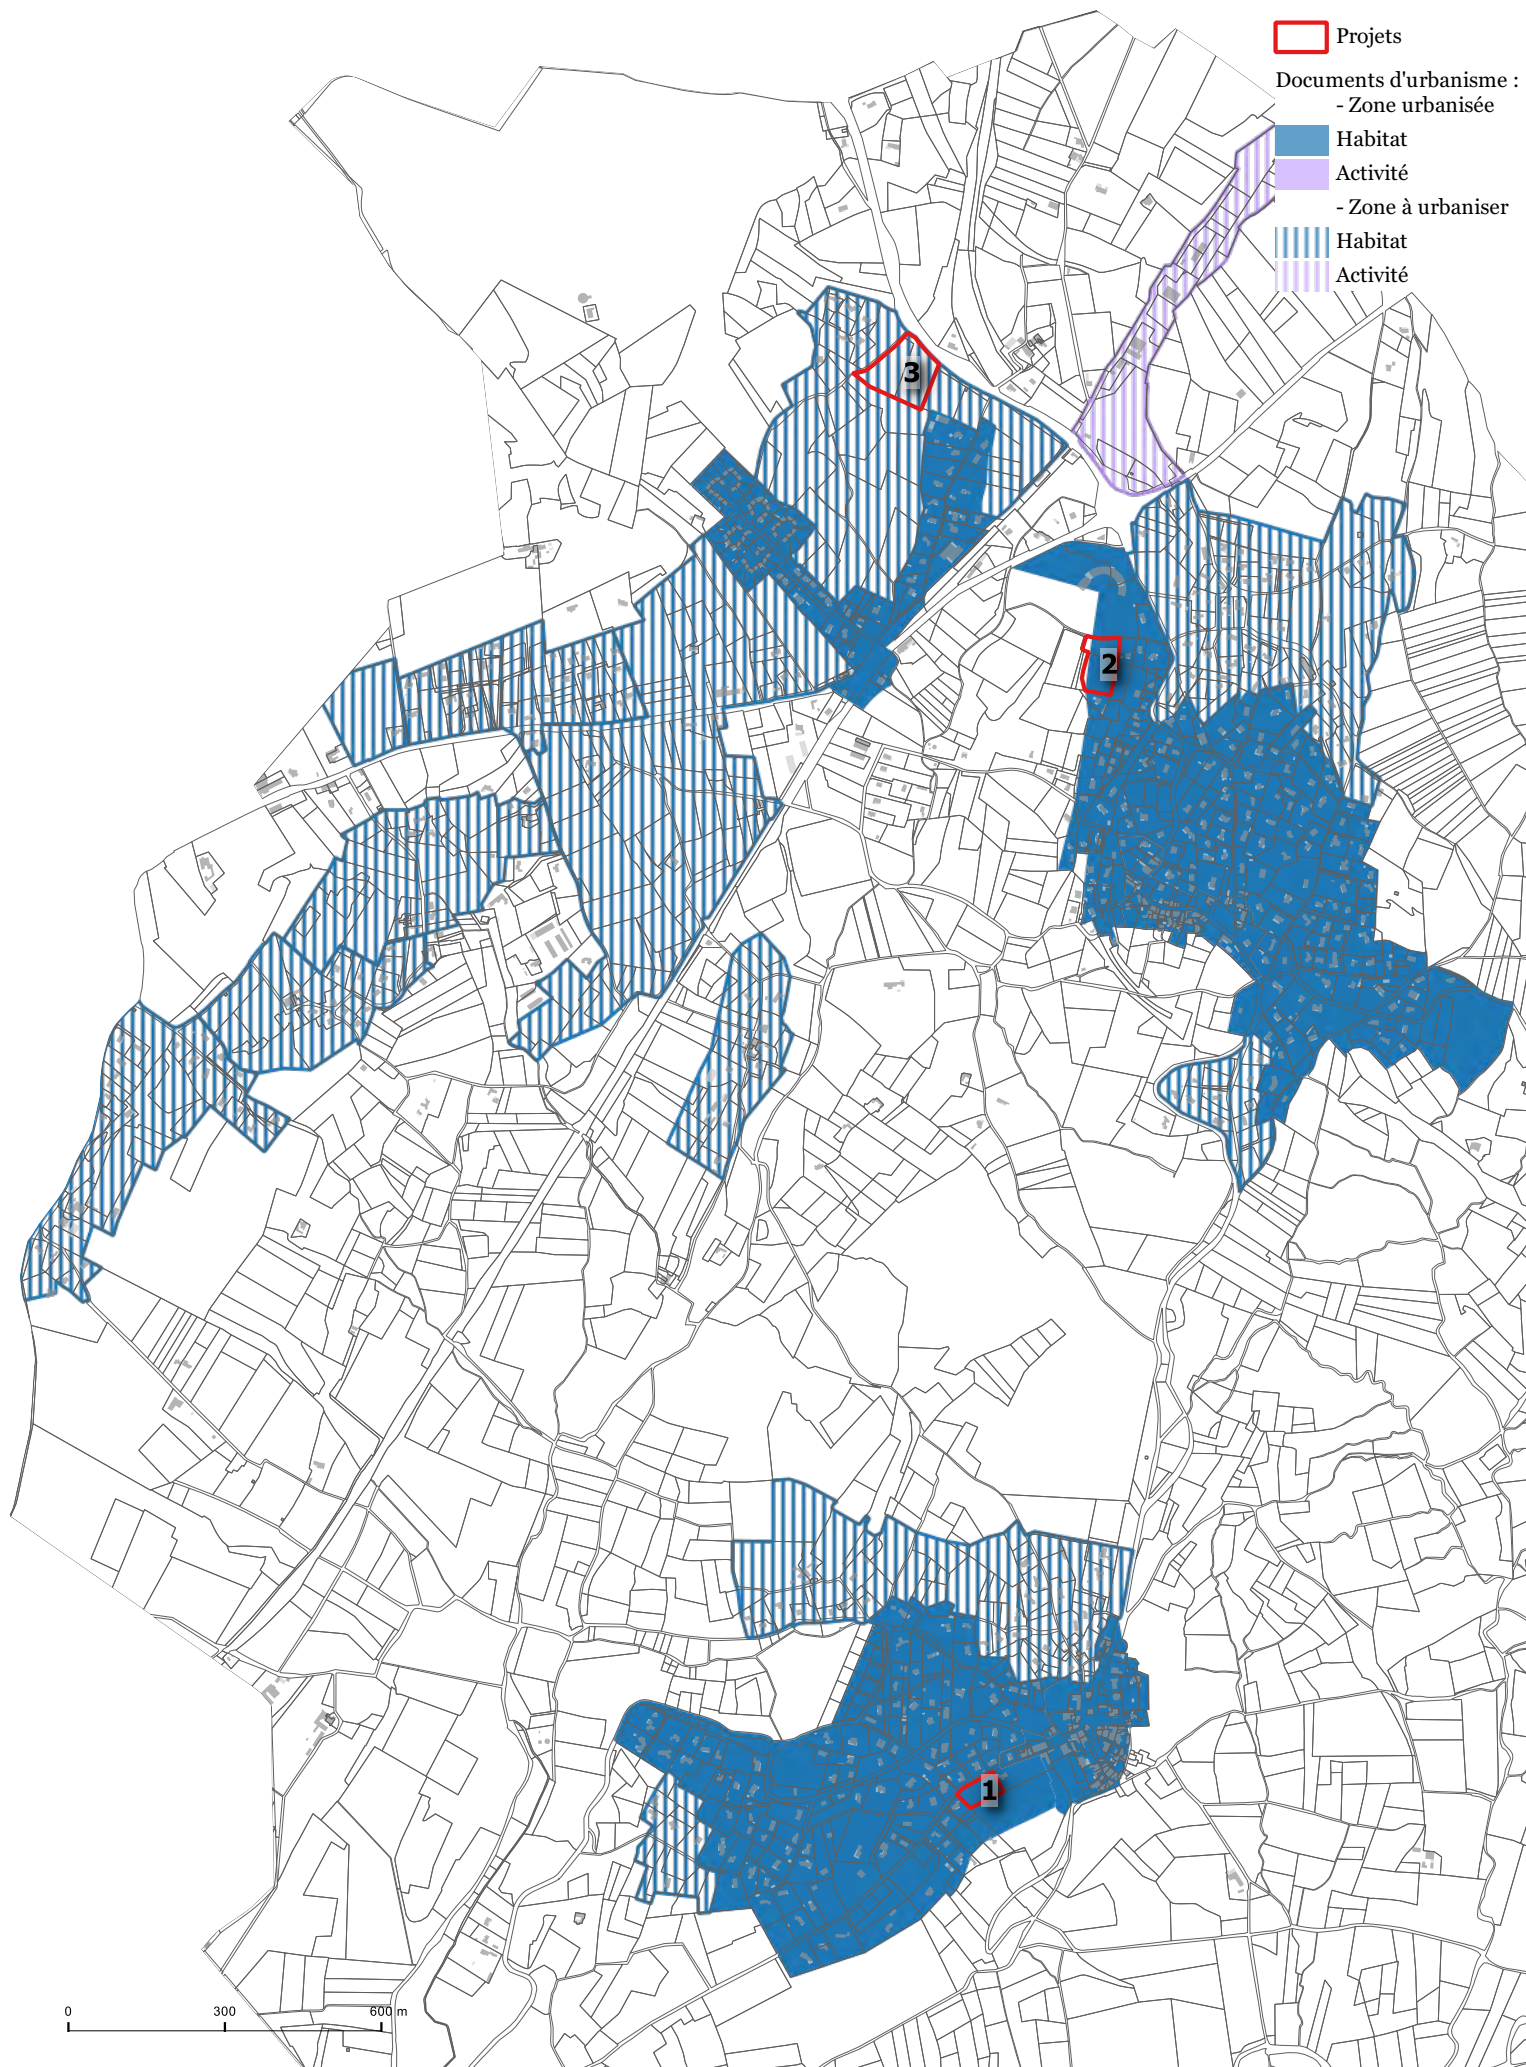 Projets
Documents d'urbanisme :
- Zone urbanisée
Habitat
Activité
- Zone à urbaniser
Habitat
Activité
3
2
1
0 300 600 m